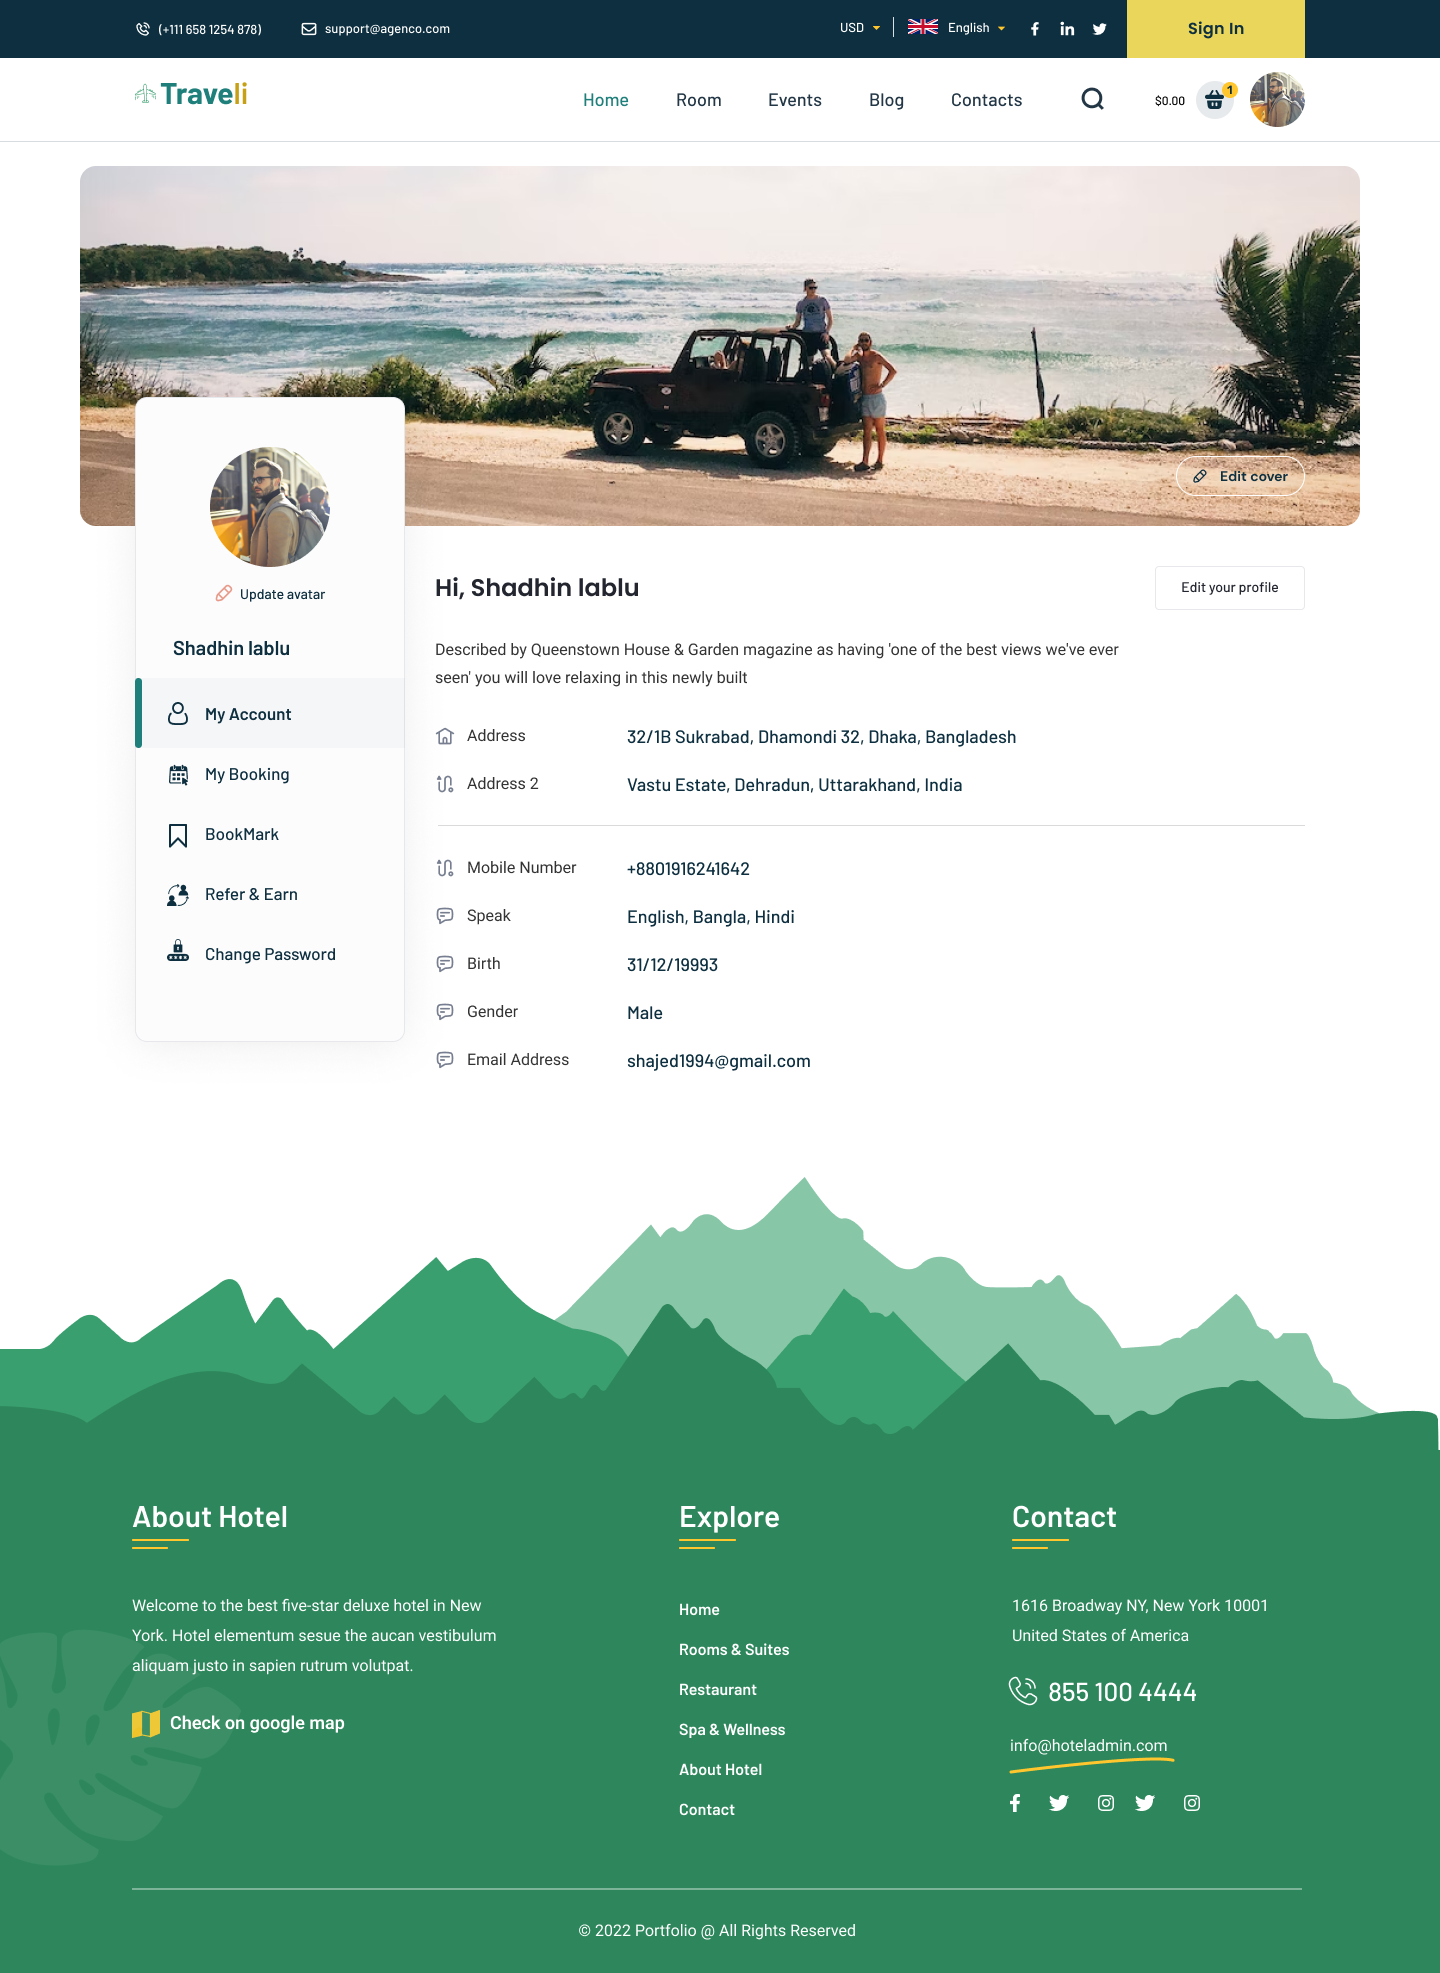 (+111 658 1254 878)
support@agenco.com
USD
English
Sign In
Traveli
Home
Room
Events
Blog
Contacts
$0.00
1
Edit cover
Update avatar
Shadhin lablu
My Account
My Booking
BookMark
Refer & Earn
Change Password
Hi, Shadhin lablu
Edit your profile
Described by Queenstown House & Garden magazine as having 'one of the best views we've ever
seen' you will love relaxing in this newly built
Address
32/1B Sukrabad, Dhamondi 32, Dhaka, Bangladesh
Address 2
Vastu Estate, Dehradun, Uttarakhand, India
Mobile Number
+8801916241642
Speak
English, Bangla, Hindi
Birth
31/12/19993
Gender
Male
Email Address
shajed1994@gmail.com
About Hotel
Welcome to the best five-star deluxe hotel in New
York. Hotel elementum sesue the aucan vestibulum
aliquam justo in sapien rutrum volutpat.
Check on google map
Explore
Home
Rooms & Suites
Restaurant
Spa & Wellness
About Hotel
Contact
Contact
1616 Broadway NY, New York 10001
United States of America
855 100 4444
info@hoteladmin.com
© 2022 Portfolio @ All Rights Reserved